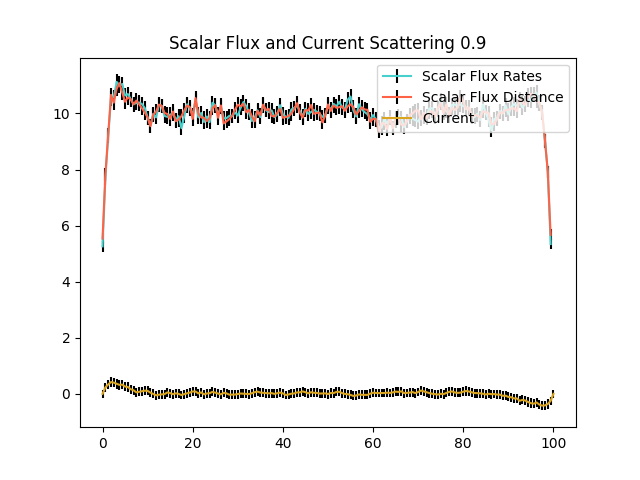 Scalar Flux and Current Scattering 0.9
Scalar Flux Rates
Scalar Flux Distance
Current
10
8
6
4
2
0
0 20 40 60 80 100